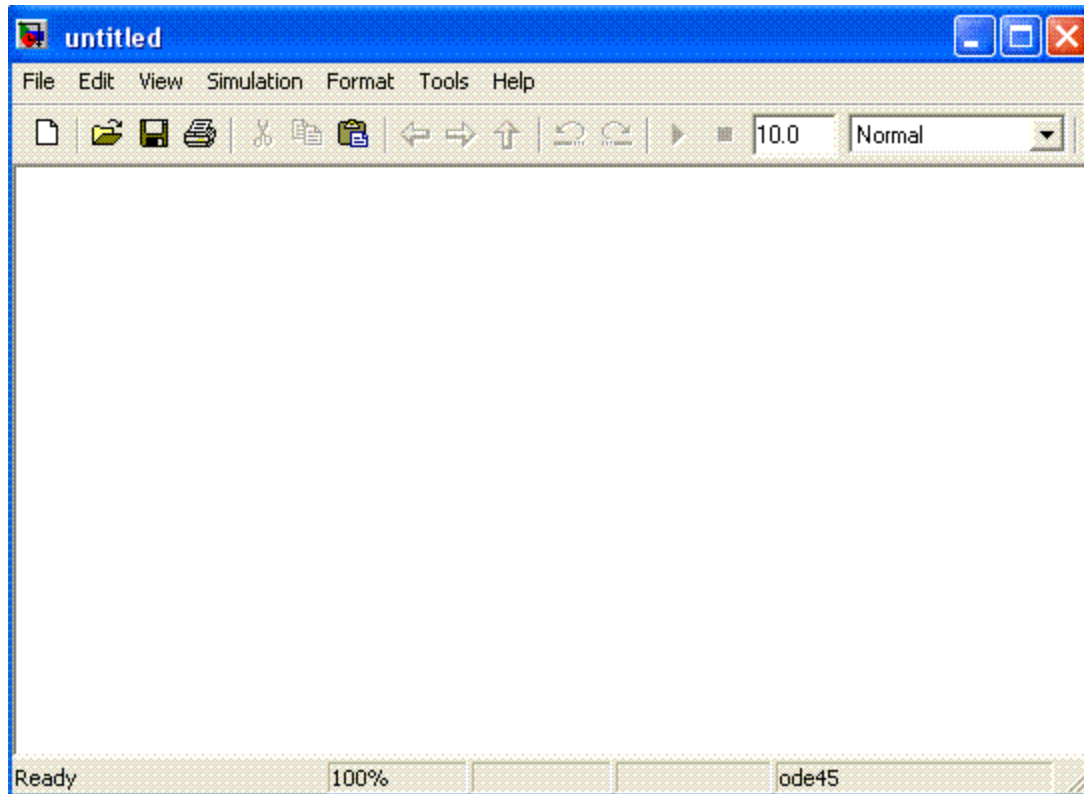 untitled
File Edit View Simulation Format Tools Help
10.0 Normal
Ready 100% ode45